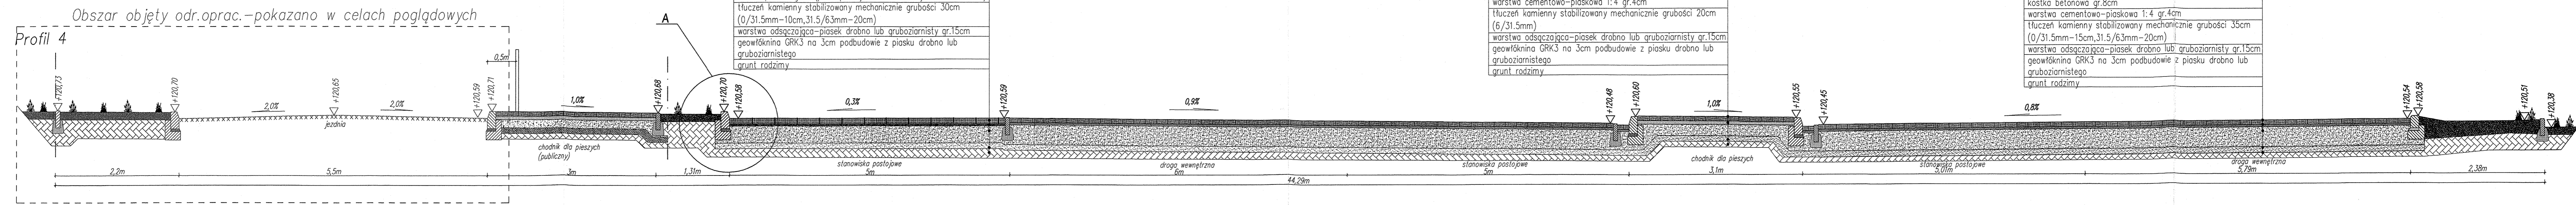 Obszar objęty odr.oprac.–pokazano w celach poglądowych
Profil 4
A
tłuczeń kamienny stabilizowany mechanicznie grubości 30cm
(0/31.5mm–10cm,31.5/63mm–20cm)
warstwa odsączająca–piasek drobno lub gruboziarnisty gr.15cm
geowłóknina GRK3 na 3cm podbudowie z piasku drobno lub
gruboziarnistego
grunt rodzimy
warstwa cementowo–piaskowa 1:4 gr.4cm
tłuczeń kamienny stabilizowany mechanicznie grubości 20cm
(6/31.5mm)
warstwa odsączająca–piasek drobno lub gruboziarnisty gr.15cm
geowłóknina GRK3 na 3cm podbudowie z piasku drobno lub
gruboziarnistego
grunt rodzimy
kostka betonowa gr.8cm
warstwa cementowo–piaskowa 1:4 gr.4cm
tłuczeń kamienny stabilizowany mechanicznie grubości 35cm
(0/31.5mm–15cm,31.5/63mm–20cm)
warstwa odsączająca–piasek drobno lub gruboziarnisty gr.15cm
geowłóknina GRK3 na 3cm podbudowie z piasku drobno lub
gruboziarnistego
grunt rodzimy
0,5m
+120,73
+120,70
+120,65
+120,59
+120,71
+120,68
+120,70
+120,58
+120,59
+120,48
+120,60
+120,55
+120,45
+120,54
+120,58
+120,51
+120,38
2,0%
2,0%
1,0%
0,3%
0,9%
1,0%
0,8%
jezdnia
chodnik dla pieszych
(publiczny)
stanowiska postojowe
droga wewnętrzna
stanowiska postojowe
chodnik dla pieszych
stanowiska postojowe
droga wewnętrzna
2,2m
5,5m
3m
1,31m
5m
6m
5m
3,1m
5,01m
5,79m
2,38m
44,29m